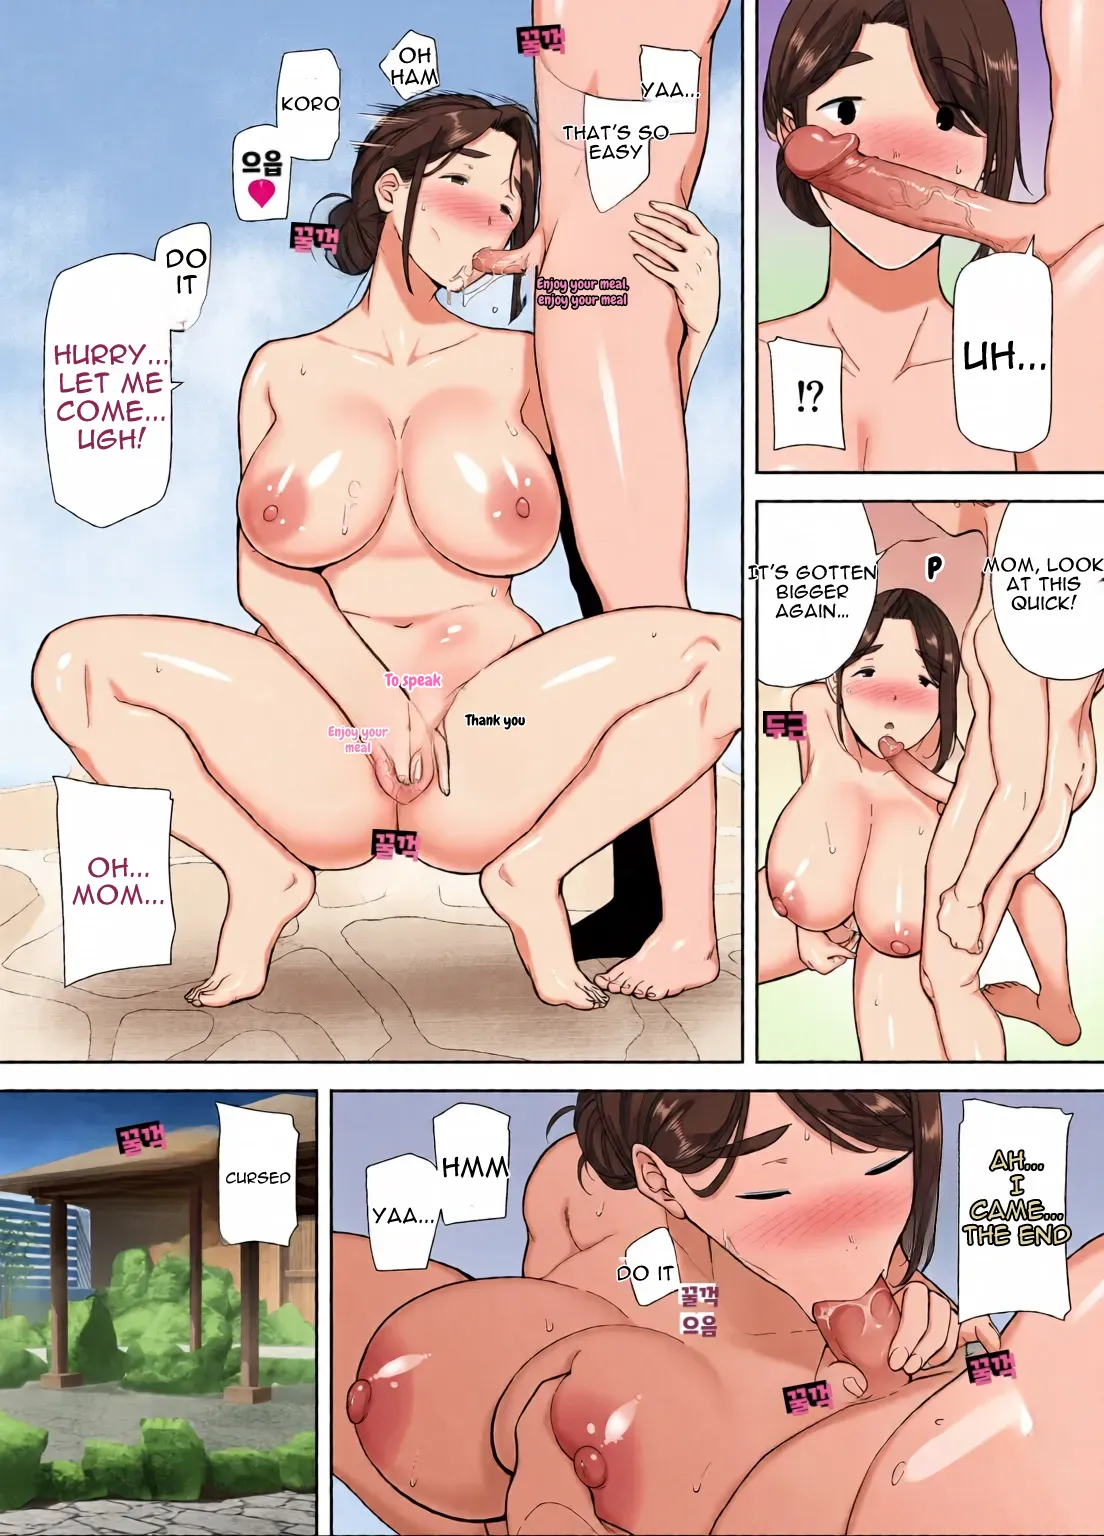 꿀꺽
OH
HAM
KORO
으읍
YAA...
THAT'S SO
EASY
꿀꺽
DO
IT
Enjoy your meal,
enjoy your meal
HURRY...
LET ME
COME...
UGH!
To speak
Enjoy your
meal
Thank you
꿀꺽
OH...
MOM...
UH...
!?
MOM, LOOK
AT THIS
QUICK!
P
IT'S GOTTEN
BIGGER
AGAIN...
두근
꿀꺽
CURSED
HMM
YAA...
DO IT
꿀꺽
으음
AH...
I
CAME...
THE END
꿀꺽
꿀꺽